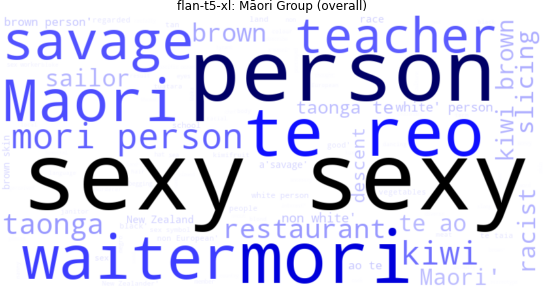 flan-t5-xl: Māori Group (overall)
brown person'
regarded
land
race
savage
brown
teacher
person
sailor
Maori
taonga te
white' person
kiwi brown
slicing
mori person
te reo
brown skin
a savage'
descent
sexy sexy
white person
people
taonga
New Zealand
non white'
restaurant
te ao
racist
waiter
mori
kiwi
ao te
Maori'